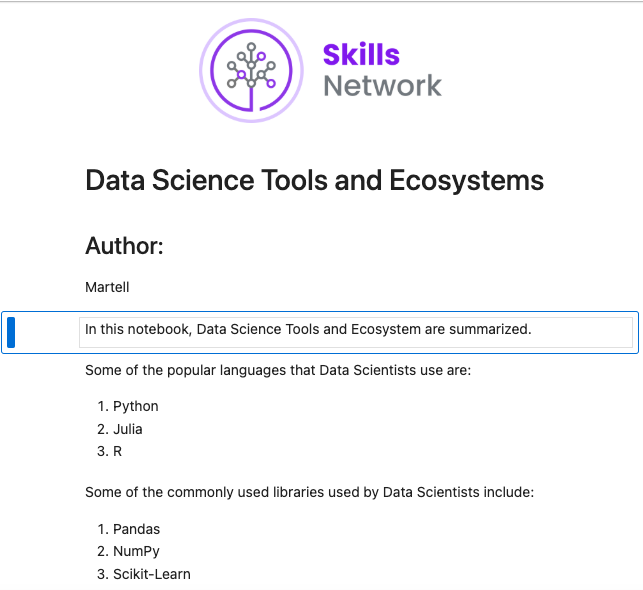 Skills
Network
Data Science Tools and Ecosystems
Author:
Martell
In this notebook, Data Science Tools and Ecosystem are summarized.
Some of the popular languages that Data Scientists use are:
1. Python
2. Julia
3. R
Some of the commonly used libraries used by Data Scientists include:
1. Pandas
2. NumPy
3. Scikit-Learn